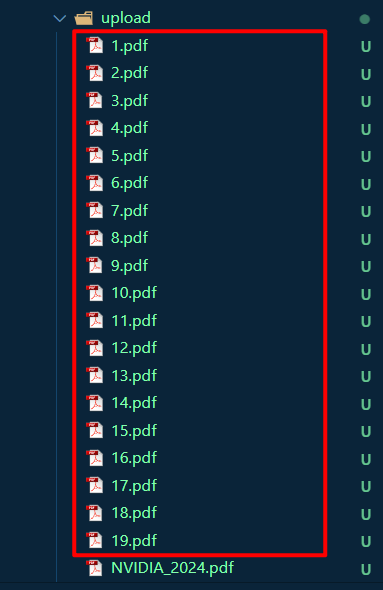 upload
1.pdf U
2.pdf U
3.pdf U
4.pdf U
5.pdf U
6.pdf U
7.pdf U
8.pdf U
9.pdf U
10.pdf U
11.pdf U
12.pdf U
13.pdf U
14.pdf U
15.pdf U
16.pdf U
17.pdf U
18.pdf U
19.pdf U
NVIDIA_2024.pdf U